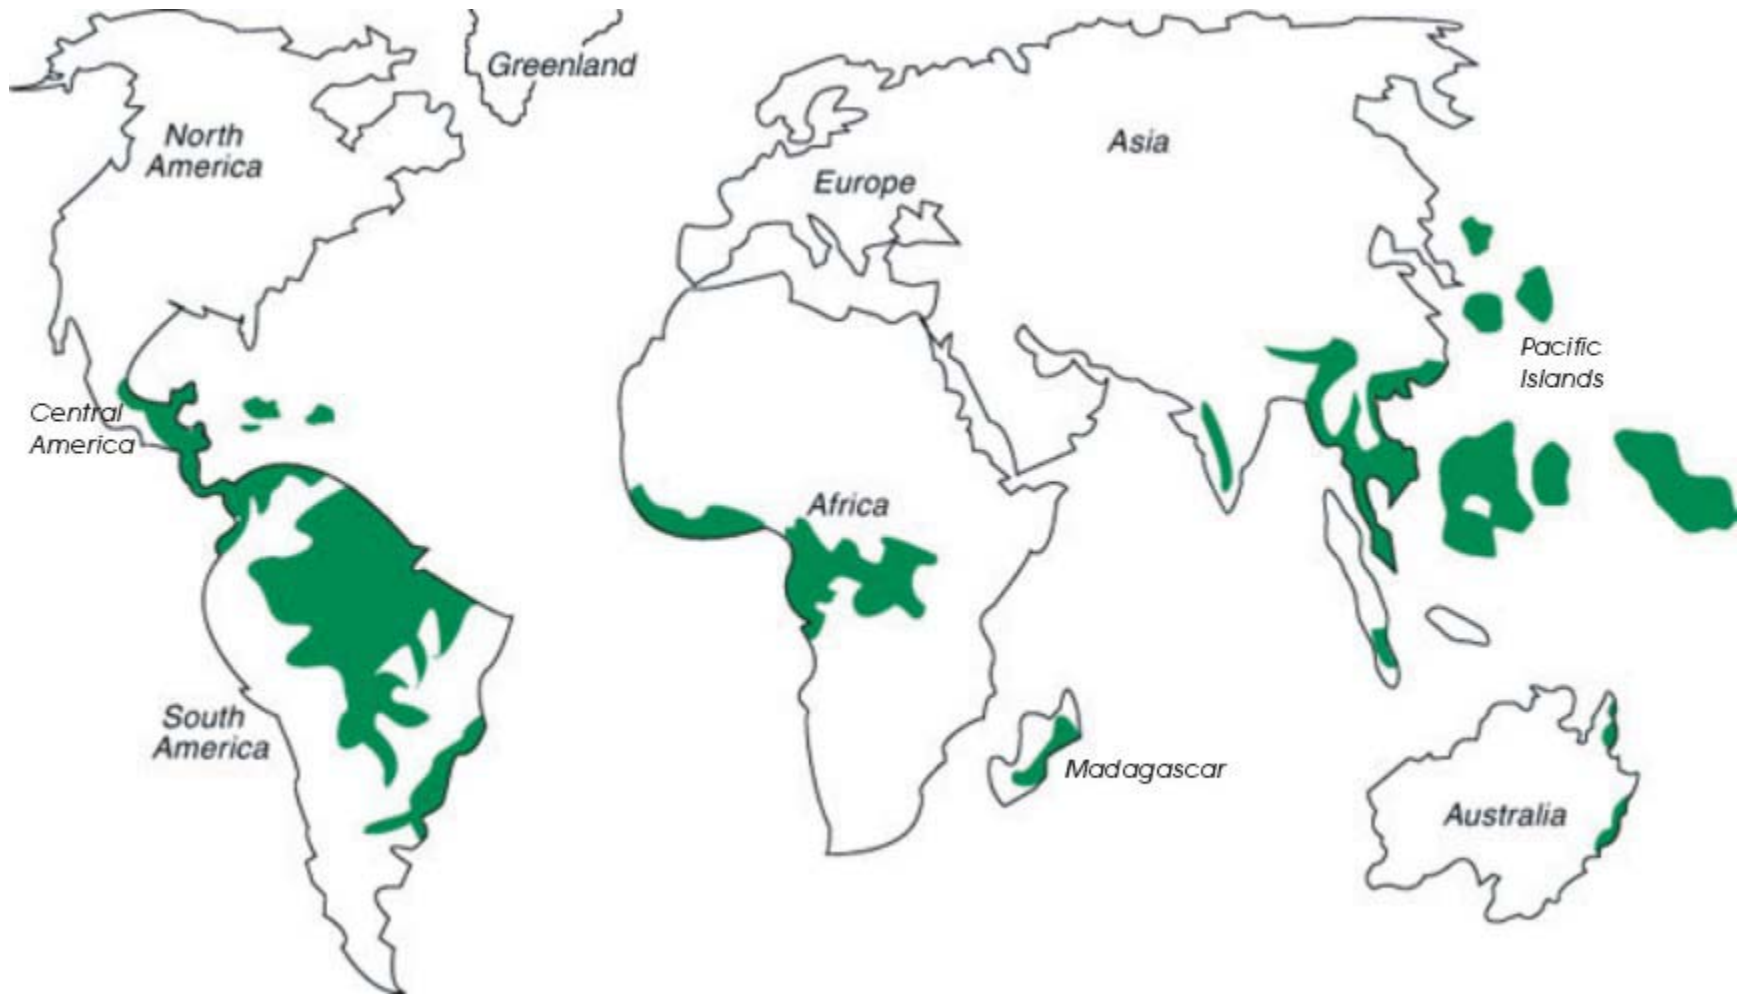 Greenland
North
America
Asia
Europe
Pacific
Islands
Central
America
Africa
South
America
Madagascar
Australia